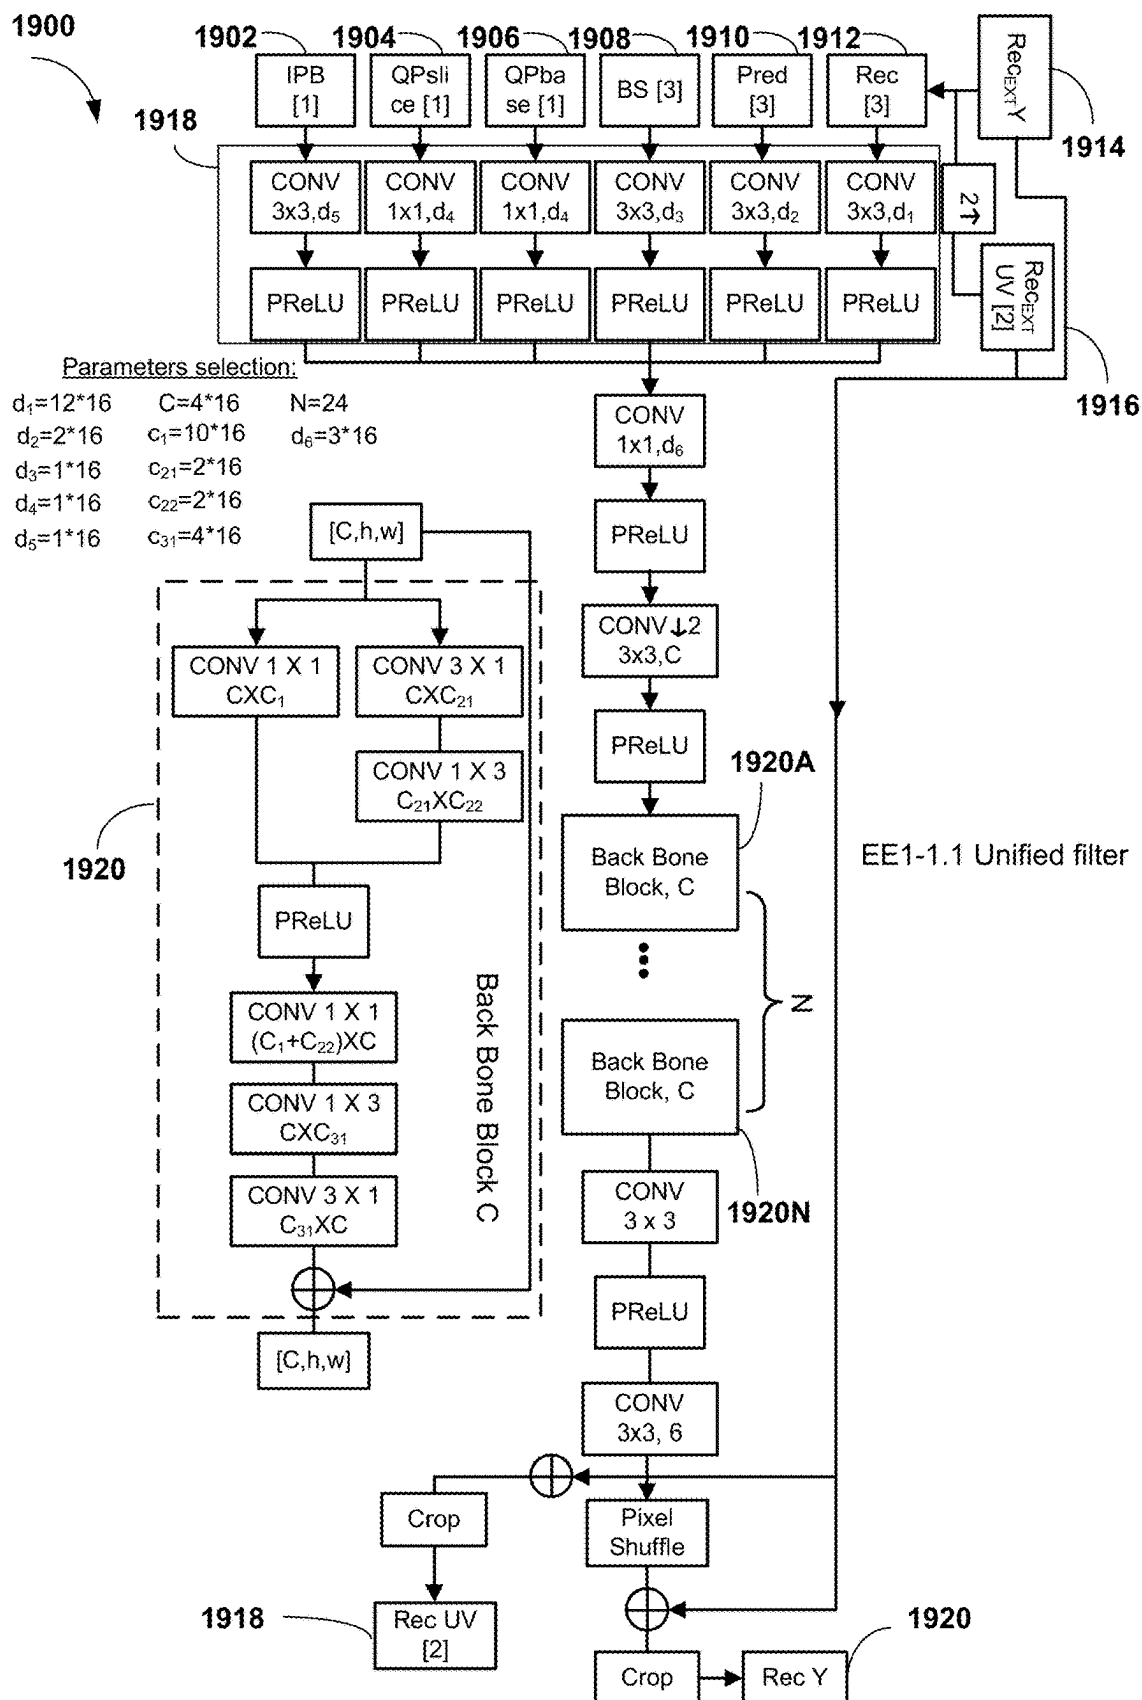 1900
1902
1904
1906
1908
1910
1912
IPB
[1]
QPsli
ce [1]
QPba
se [1]
BS [3]
Pred
[3]
Rec
[3]
RecEXTY
1914
1918
CONV
3x3,d₅
CONV
1x1,d₄
CONV
1x1,d₄
CONV
3x3,d₃
CONV
3x3,d₂
CONV
3x3,d₁
2↑
PReLU
PReLU
PReLU
PReLU
PReLU
PReLU
RecEXT
UV [2]
1916
Parameters selection:
d₁=12*16 C=4*16 N=24
d₂=2*16 c₁=10*16 d₆=3*16
d₃=1*16 c₂₁=2*16
d₄=1*16 c₂₂=2*16
d₅=1*16 c₃₁=4*16
CONV
1x1,d₆
PReLU
CONV↓2
3x3,C
PReLU
[C,h,w]
CONV 1 X 1
CXC₁
CONV 3 X 1
CXC₂₁
CONV 1 X 3
C₂₁XC₂₂
1920
PReLU
CONV 1 X 1
(C₁+C₂₂)XC
CONV 1 X 3
CXC₃₁
CONV 3 X 1
C₃₁XC
Back Bone Block C
[C,h,w]
1920A
Back Bone
Block, C
EE1-1.1 Unified filter
N
Back Bone
Block, C
1920N
CONV
3 x 3
PReLU
CONV
3x3, 6
Pixel
Shuffle
Crop
1918
Rec UV
[2]
Crop
Rec Y
1920